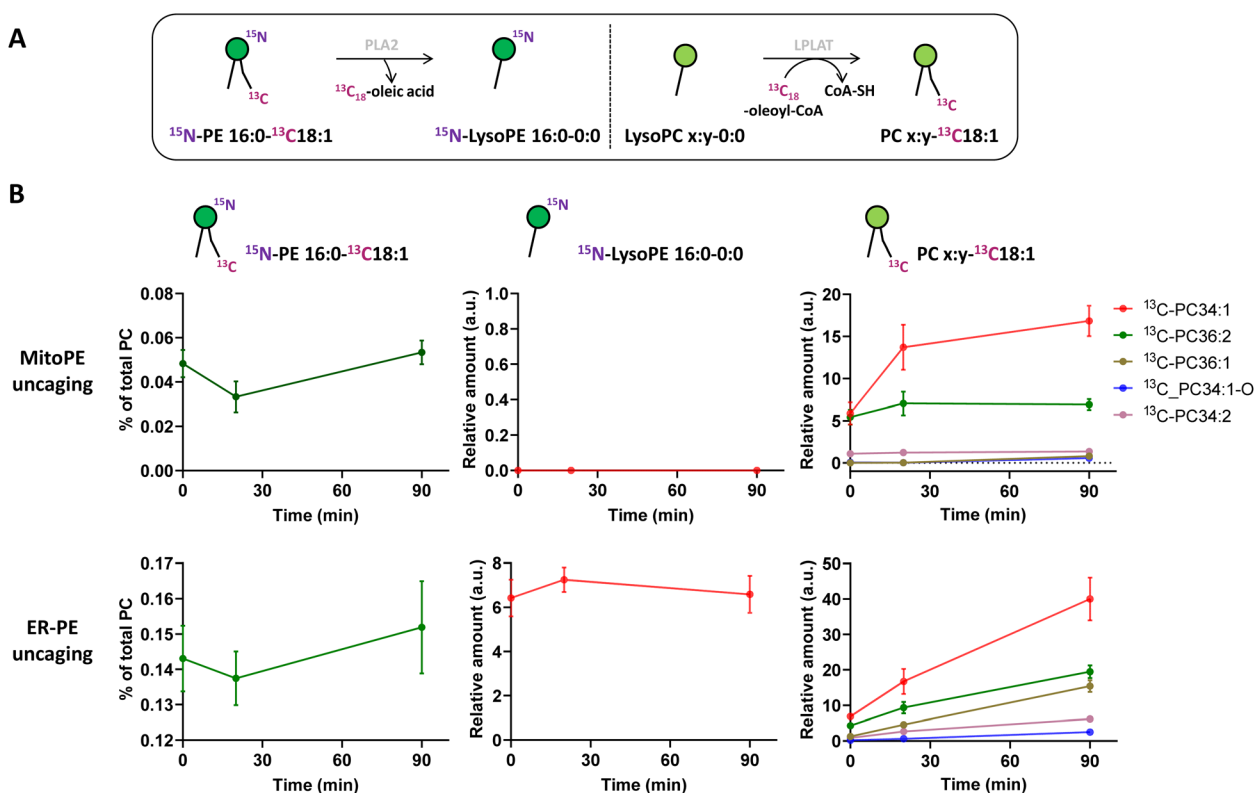 A
15N
PLA2
15N
13C
13C18-oleic acid
15N-PE 16:0-13C18:1
15N-LysoPE 16:0-0:0
LPLAT
13C18
-oleoyl-CoA
CoA-SH
13C
LysoPC x:y-0:0
PC x:y-13C18:1
B
15N
13C
15N-PE 16:0-13C18:1
15N
15N-LysoPE 16:0-0:0
13C
PC x:y-13C18:1
MitoPE
uncaging
% of total PC
0.08
0.06
0.04
0.02
0.00
0 30 60 90
Time (min)
Relative amount (a.u.)
1.0
0.8
0.6
0.4
0.2
0.0
0 30 60 90
Time (min)
Relative amount (a.u.)
20
15
10
5
0
0 30 60 90
Time (min)
13C-PC34:1
13C-PC36:2
13C-PC36:1
13C_PC34:1-O
13C-PC34:2
ER-PE
uncaging
% of total PC
0.17
0.16
0.15
0.14
0.13
0.12
0 30 60 90
Time (min)
Relative amount (a.u.)
8
6
4
2
0
0 30 60 90
Time (min)
Relative amount (a.u.)
50
40
30
20
10
0
0 30 60 90
Time (min)